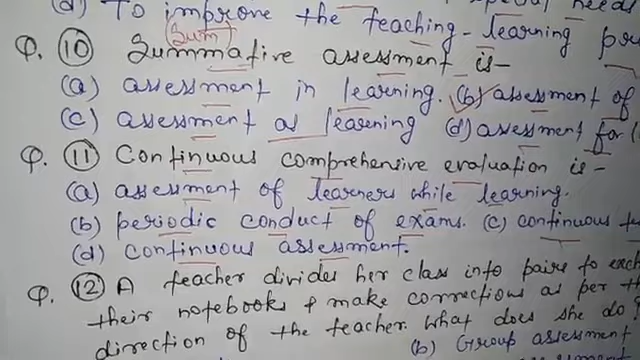 (d) To improve the teaching-learning
(Sum)
Q. (10) Summative assessment is-
(a) assessment in learning. (b) assessment of
(c) assessment as learning (d) assessment for
Q. (11) Continuous comprehensive evaluation is-
(a) assessment of learners while learning.
(b) periodic conduct of exams. (c) continuous
(d) continuous assessment.
Q. (12) A teacher divides her class into pairs to
their notebooks & make corrections as per
direction of the teacher. What does she do?
(b) Group assessment